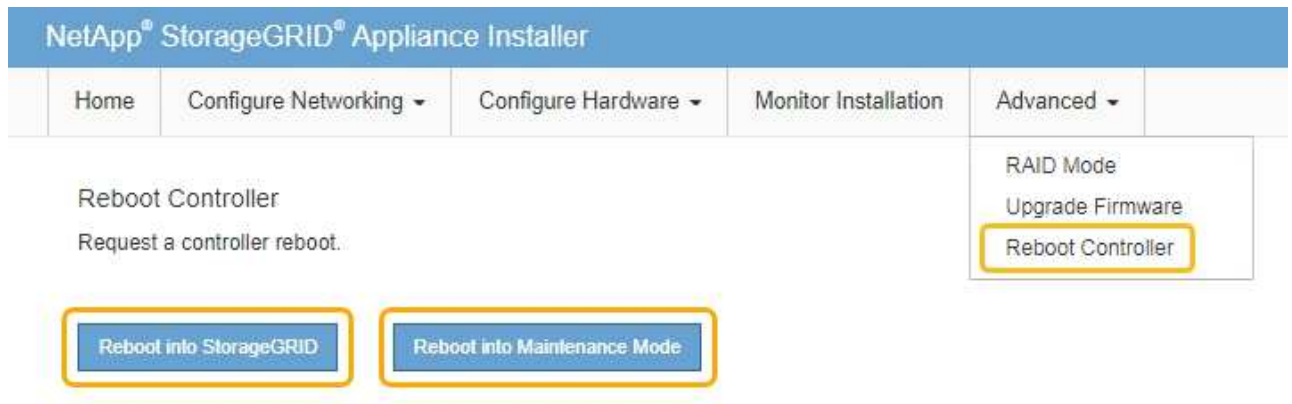 NetApp® StorageGRID® Appliance Installer
Home Configure Networking Configure Hardware Monitor Installation Advanced
RAID Mode
Upgrade Firmware
Reboot Controller
Reboot Controller
Request a controller reboot.
Reboot into StorageGRID Reboot into Maintenance Mode